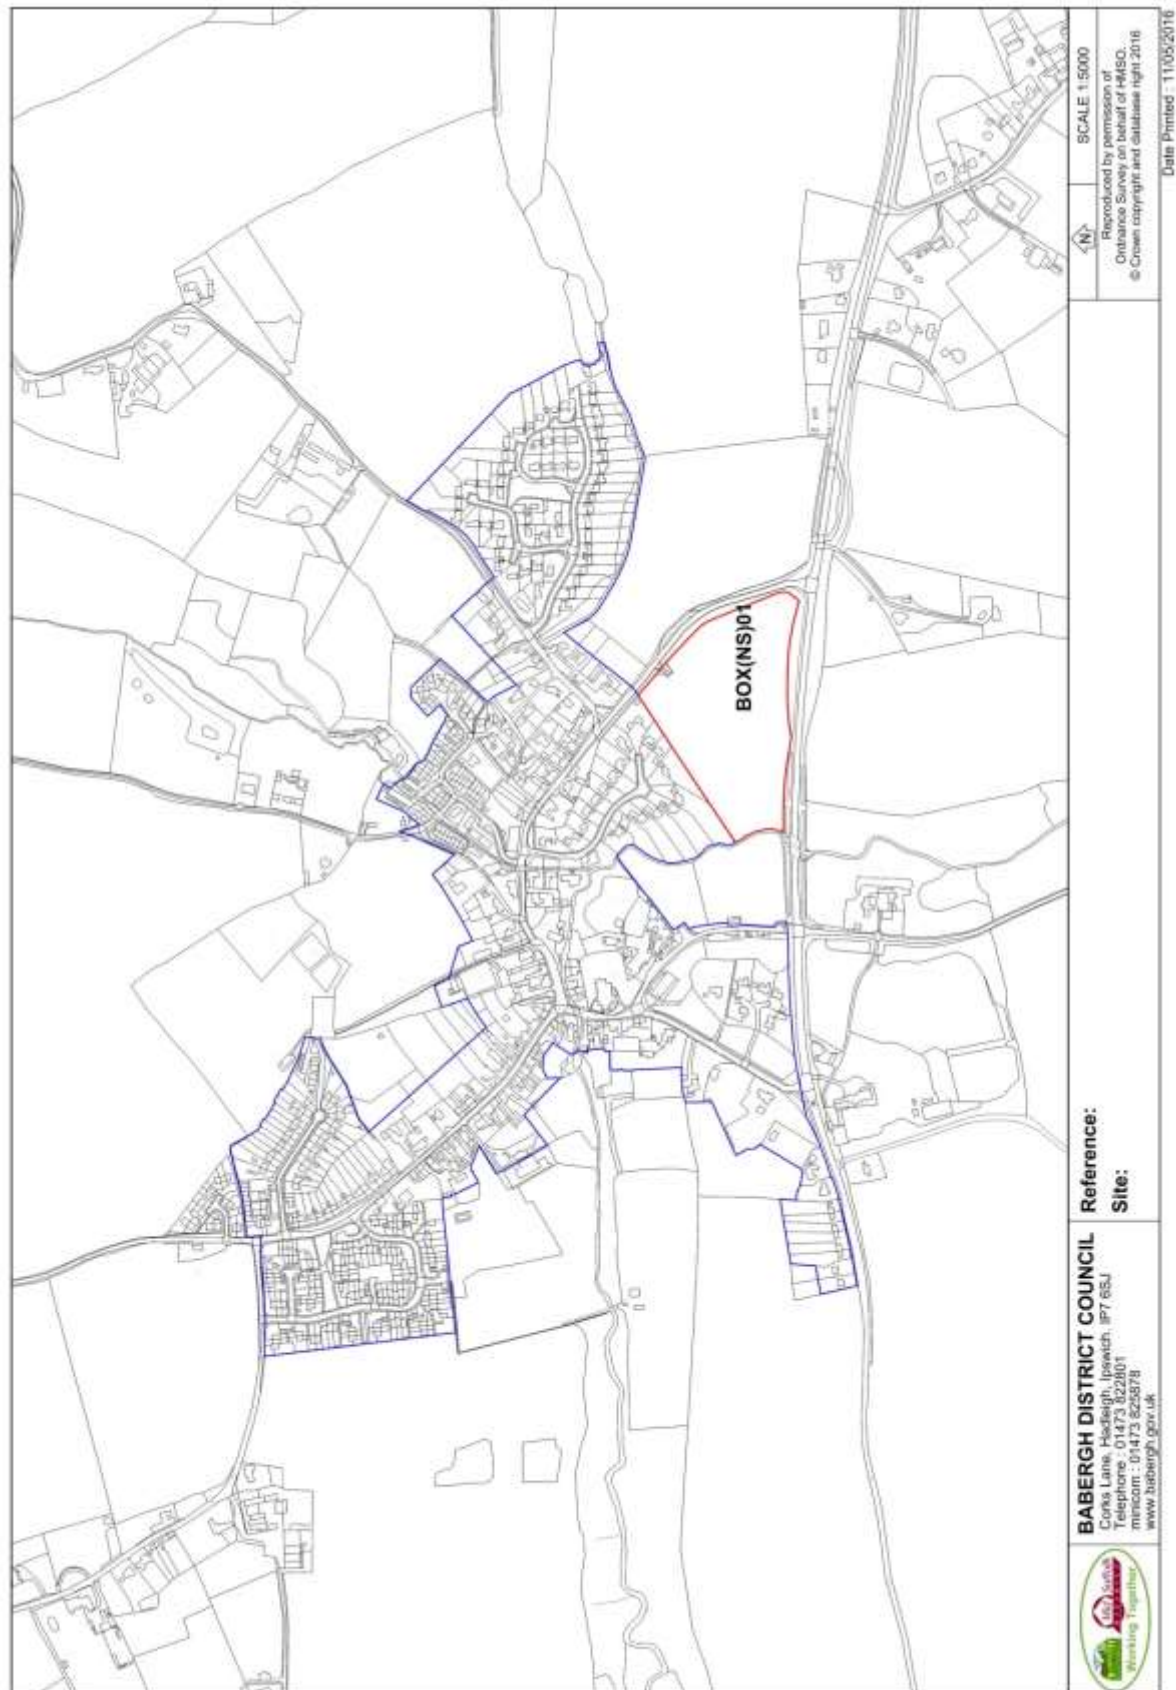 BOX(NS)01
BABERGH DISTRICT COUNCIL
Corks Lane, Hadleigh, Ipswich. IP7 6SJ
Telephone : 01473 822801
minicom : 01473 825878
www.babergh.gov.uk
Reference:
Site:
N
SCALE 1:5000
Reproduced by permission of
Ordnance Survey on behalf of HMSO.
© Crown copyright and database right 2016
Date Printed : 11/05/2016
Working Together